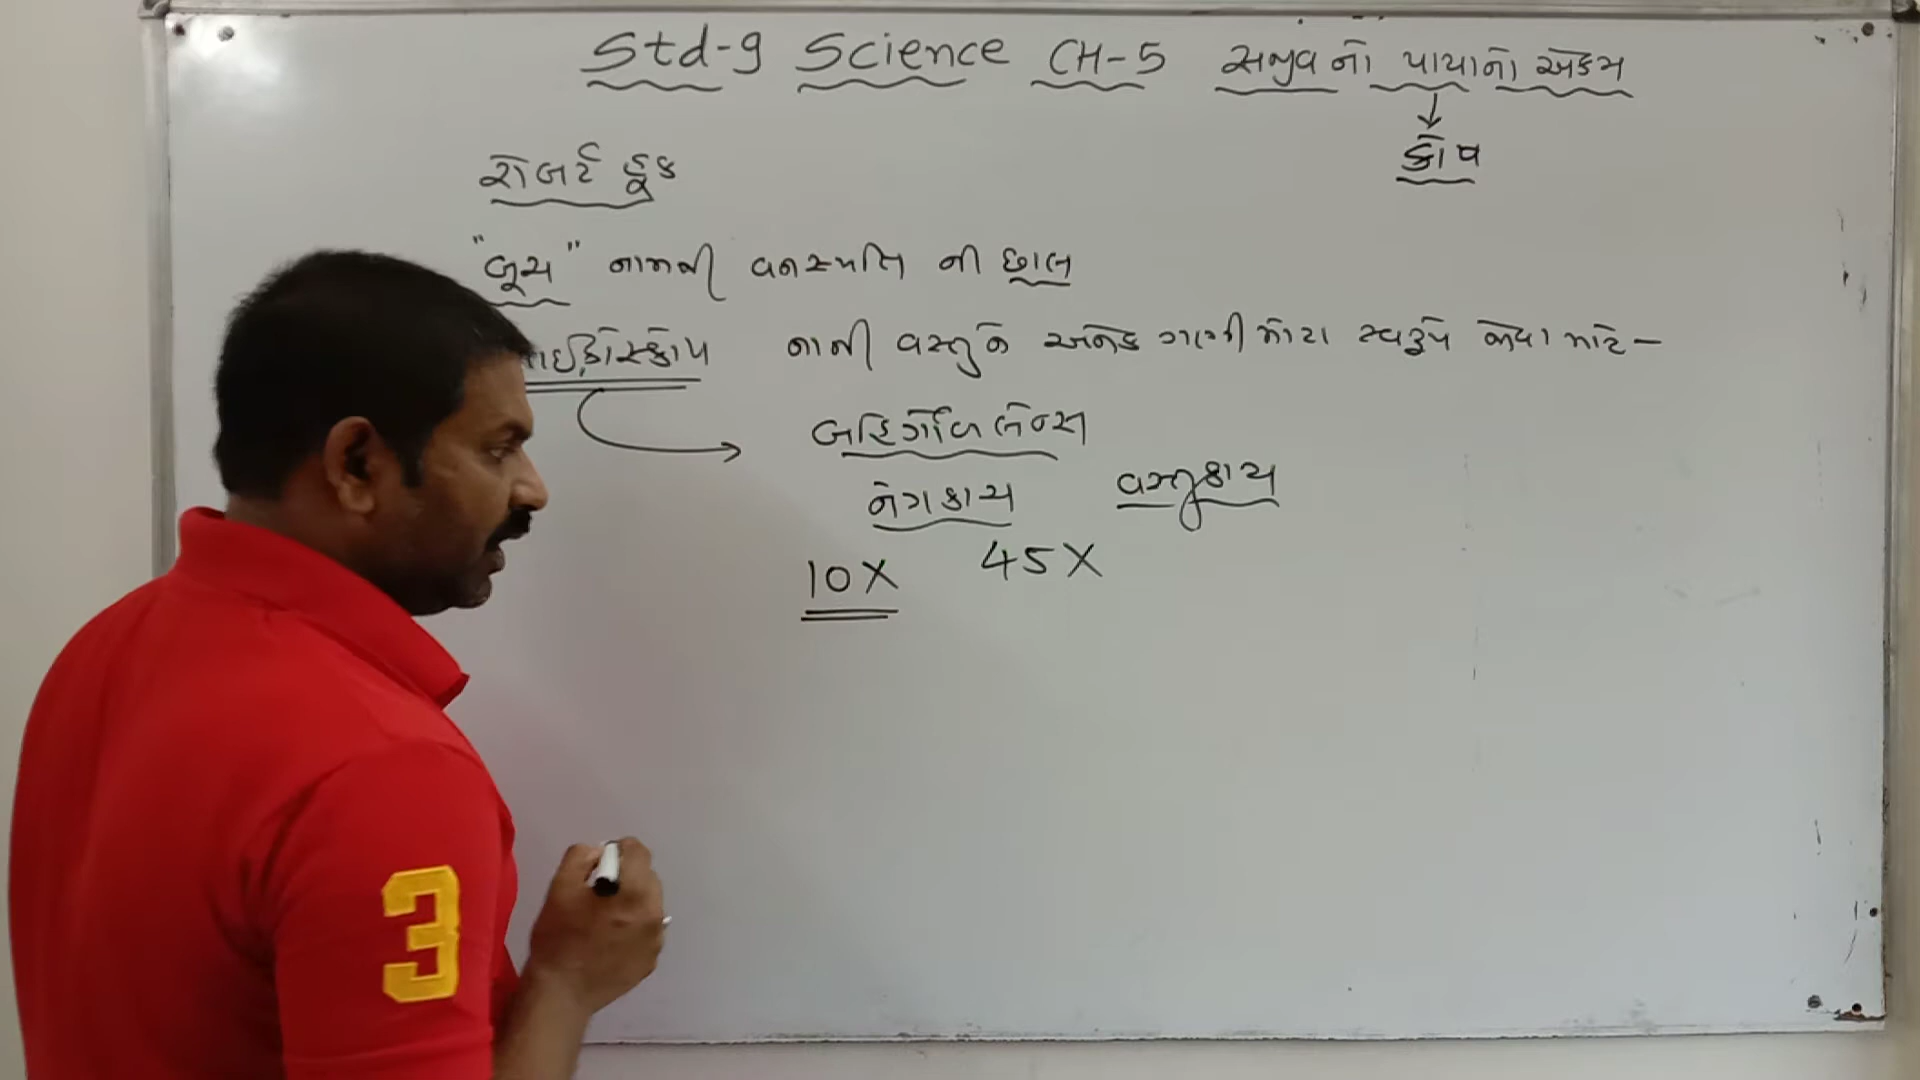 Std-9 Science CH-5 સજીવનો પાયાનો એકમ
↓
કોષ
રોબર્ટ હૂક
"બૂચ" નામની વનસ્પતિ ની છાલ
માઈક્રોસ્કોપ નાની વસ્તુને અનેક ગણી મોટા સ્વરૂપે જોવા માટે -
બહિર્ગોળ લેન્સ
નેત્રકાચ વસ્તુકાચ
10X 45X
3